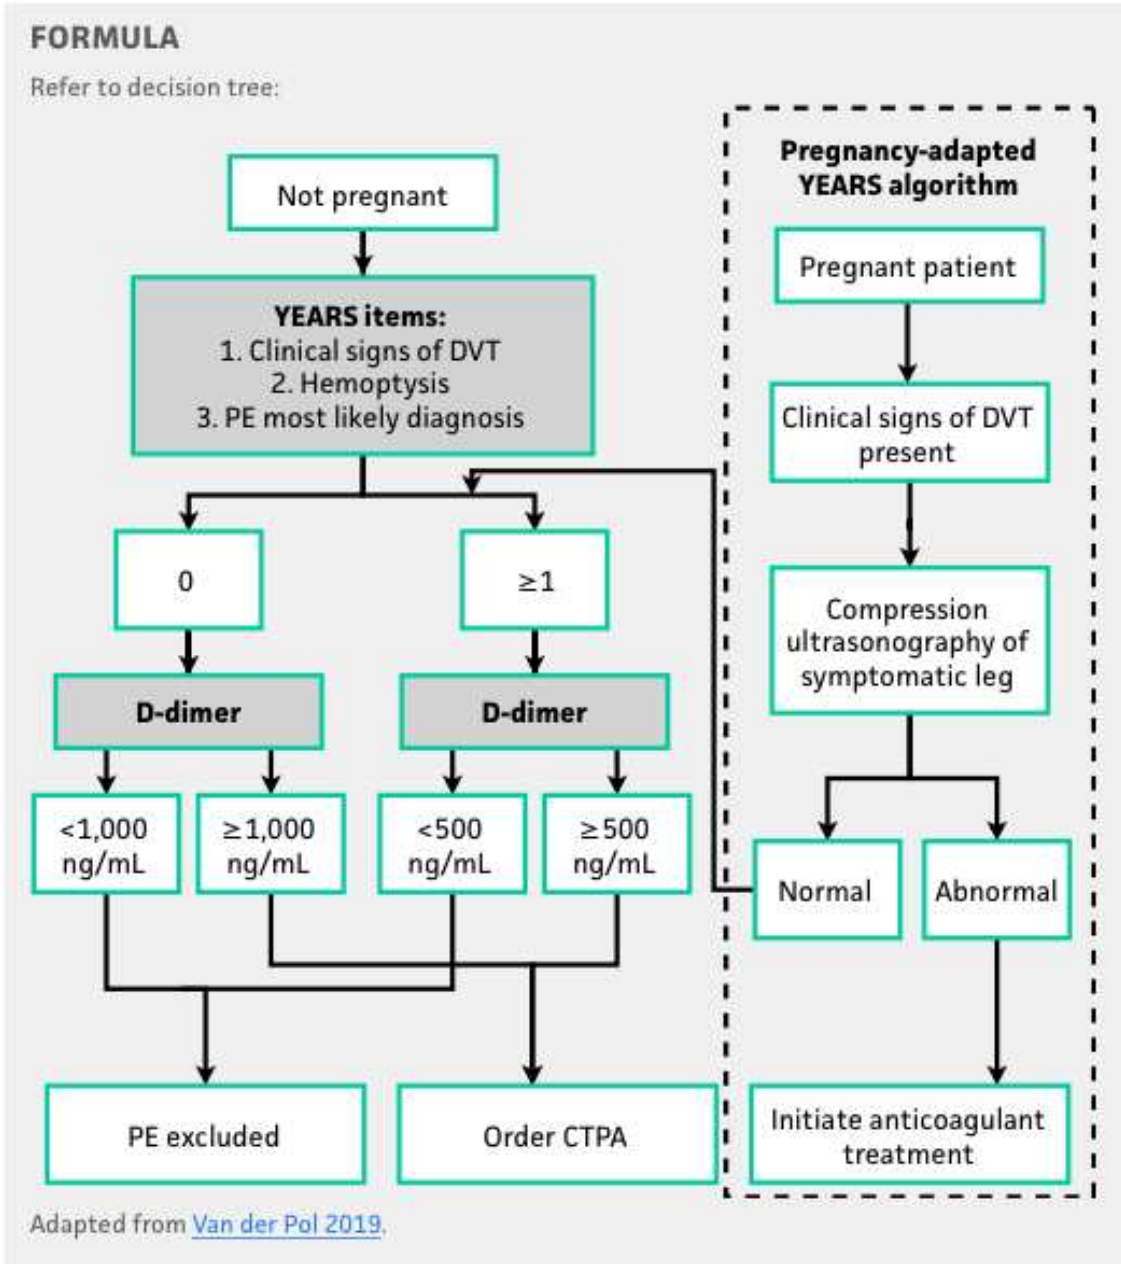 FORMULA
Refer to decision tree:
Not pregnant
YEARS items:
1. Clinical signs of DVT
2. Hemoptysis
3. PE most likely diagnosis
0
≥1
D-dimer
D-dimer
<1,000
ng/mL
≥1,000
ng/mL
<500
ng/mL
≥500
ng/mL
PE excluded
Order CTPA
Pregnancy-adapted
YEARS algorithm
Pregnant patient
Clinical signs of DVT
present
Compression
ultrasonography of
symptomatic leg
Normal
Abnormal
Initiate anticoagulant
treatment
Adapted from Van der Pol 2019.